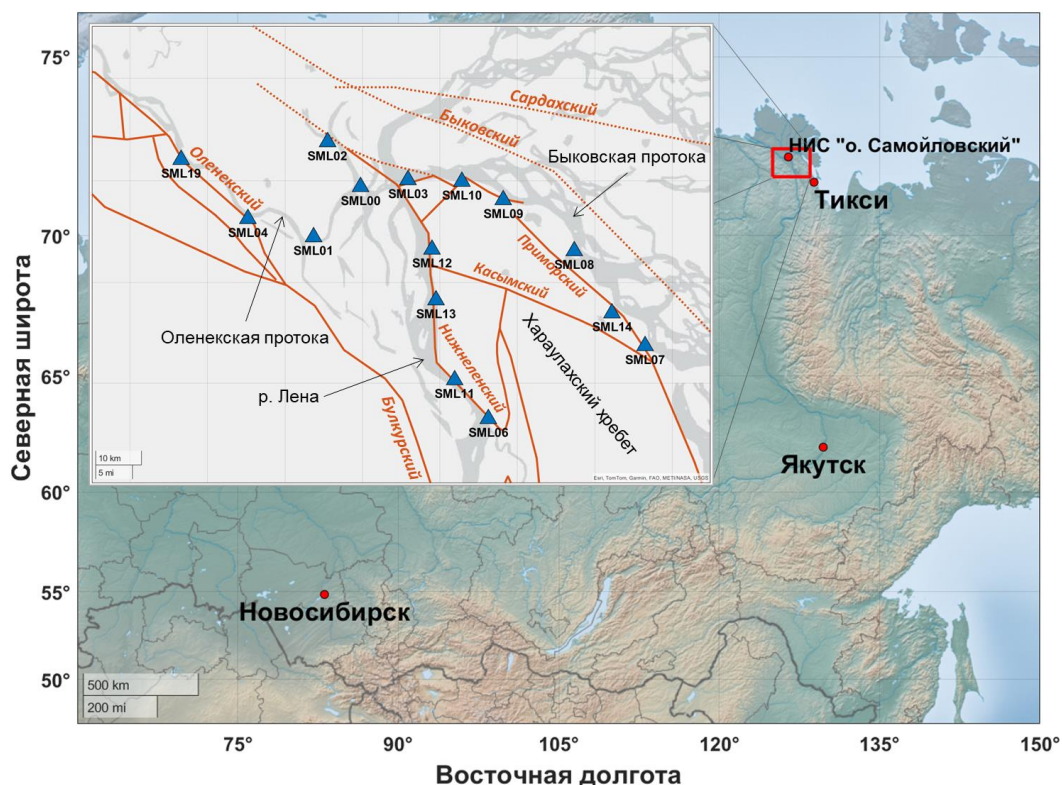 75°
70°
65°
60°
55°
50°
Северная широта
75°
90°
105°
120°
135°
150°
Восточная долгота
Сардахский
Быковский
Быковская протока
SML02
SML03
SML10
SML00
SML09
SML19
Оленекский
SML04
SML01
SML12
SML08
Приморский
Касымский
SML13
SML14
Оленекская протока
SML07
Нижнеленский
Хараулахский хребет
р. Лена
SML11
SML06
Булкурский
10 km
5 mi
Esri, TomTom, Garmin, FAO, METI/NASA, USGS
НИС "о. Самойловский"
Тикси
Якутск
Новосибирск
500 km
200 mi